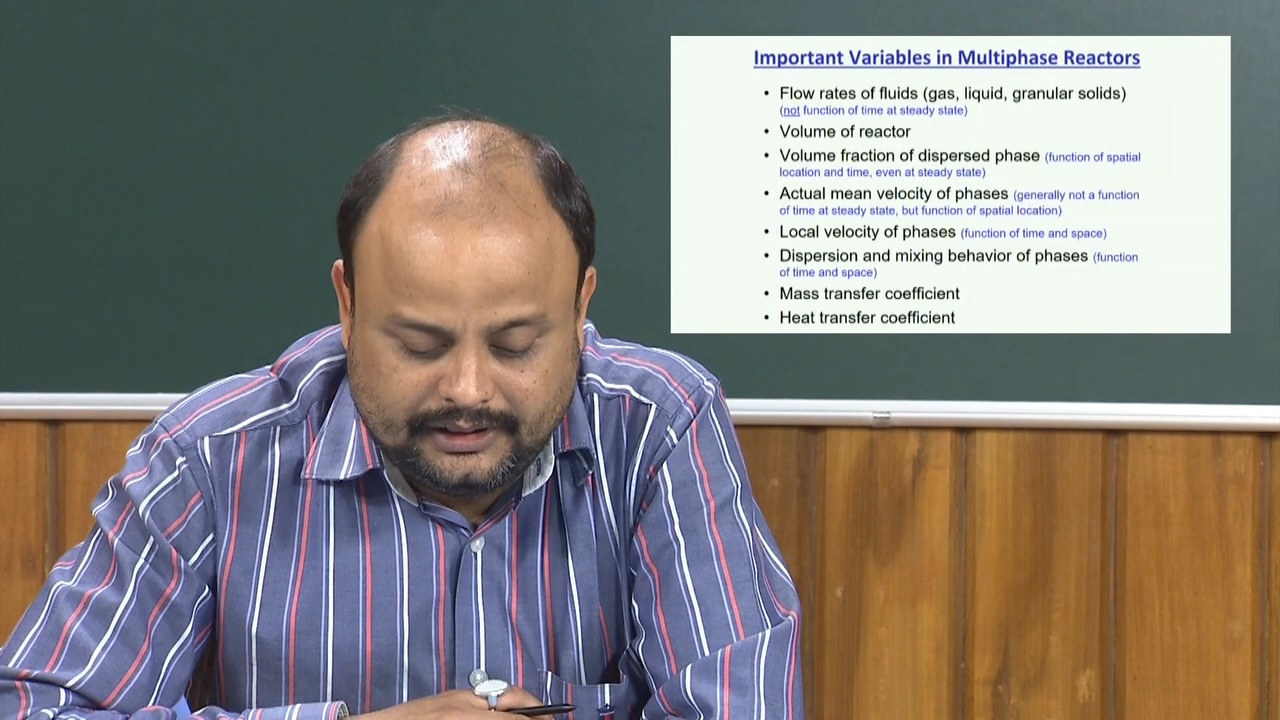 Important Variables in Multiphase Reactors
• Flow rates of fluids (gas, liquid, granular solids)
(not function of time at steady state)
• Volume of reactor
• Volume fraction of dispersed phase (function of spatial
location and time, even at steady state)
• Actual mean velocity of phases (generally not a function
of time at steady state, but function of spatial location)
• Local velocity of phases (function of time and space)
• Dispersion and mixing behavior of phases (function
of time and space)
• Mass transfer coefficient
• Heat transfer coefficient